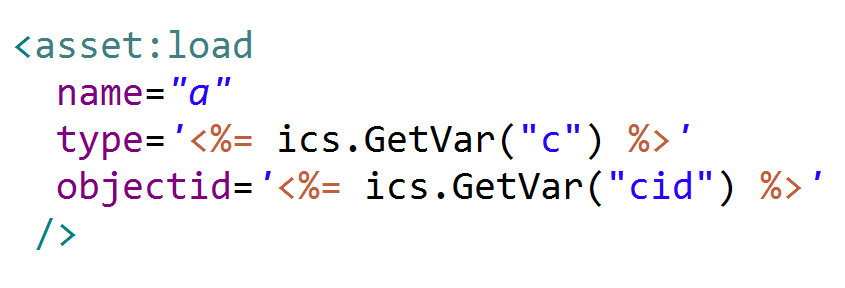 <asset:load
name="a"
type='<%= ics.GetVar("c") %>'
objectid='<%= ics.GetVar("cid") %>'
/>